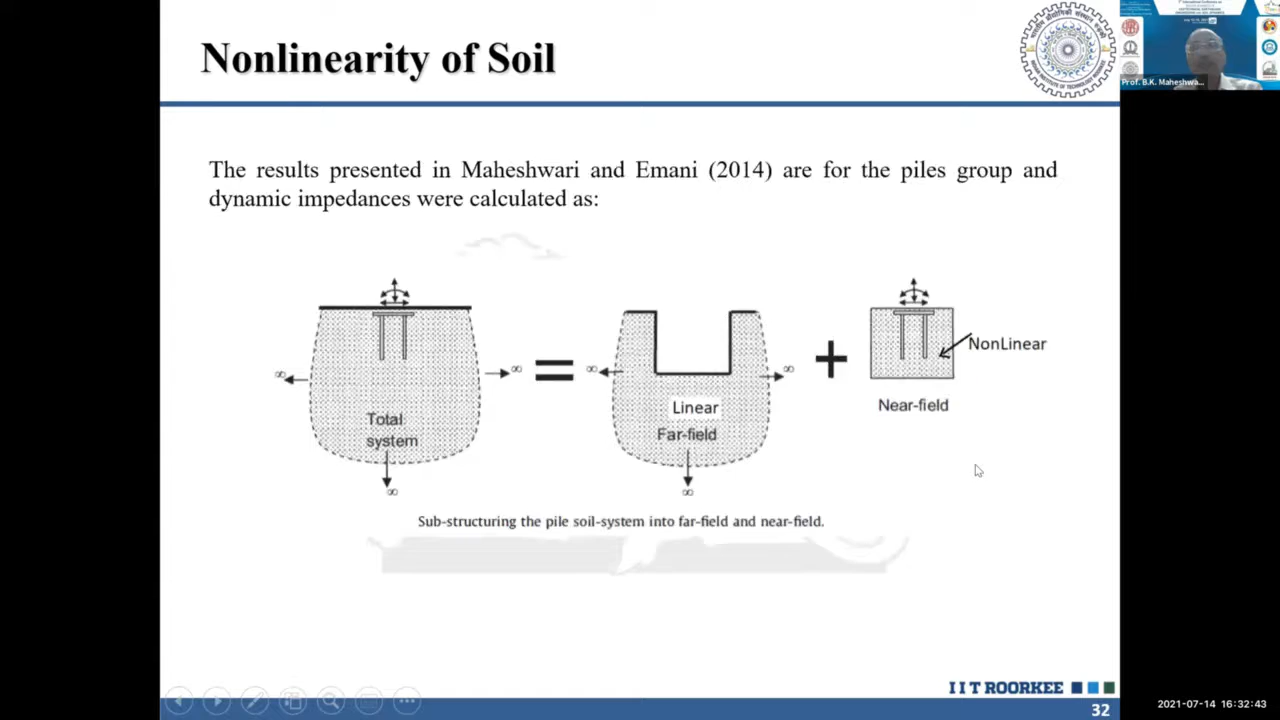 Nonlinearity of Soil
The results presented in Maheshwari and Emani (2014) are for the piles group and
dynamic impedances were calculated as:
∞
∞
Total
system
∞
=
∞
∞
Linear
Far-field
∞
+
NonLinear
Near-field
Sub-structuring the pile soil-system into far-field and near-field.
I I T ROORKEE
32
Prof. B.K. Maheshwa...
2021-07-14 16:32:43